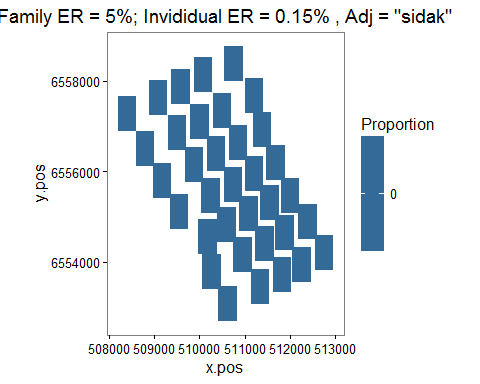 Family ER = 5%; Invididual ER = 0.15% , Adj = "sidak"
Proportion
0
y.pos
6558000
6556000
6554000
508000 509000 510000 511000 512000 513000
x.pos